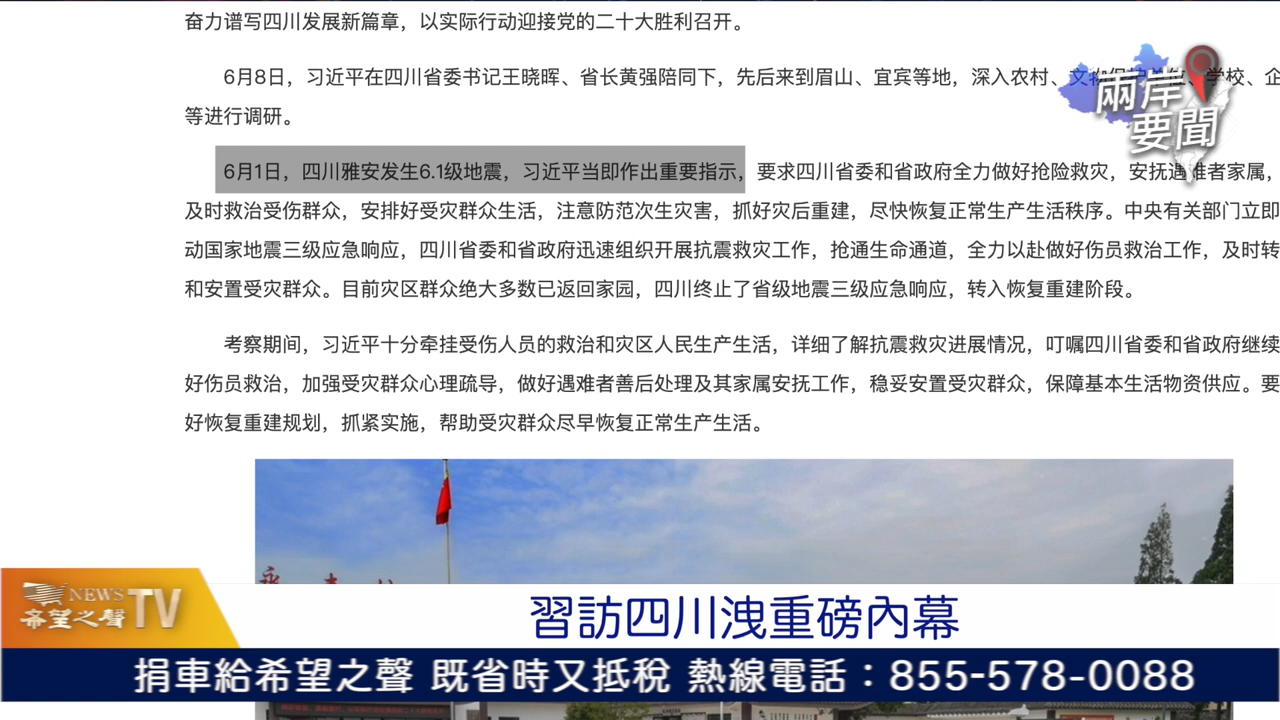 奋力谱写四川发展新篇章，以实际行动迎接党的二十大胜利召开。
6月8日，习近平在四川省委书记王晓晖、省长黄强陪同下，先后来到眉山、宜宾等地，深入农村、文物保护单位、学校、企
等进行调研。
兩岸
要聞
6月1日，四川雅安发生6.1级地震，习近平当即作出重要指示，要求四川省委和省政府全力做好抢险救灾，安抚遇难者家属，
及时救治受伤群众，安排好受灾群众生活，注意防范次生灾害，抓好灾后重建，尽快恢复正常生产生活秩序。中央有关部门立即
动国家地震三级应急响应，四川省委和省政府迅速组织开展抗震救灾工作，抢通生命通道，全力以赴做好伤员救治工作，及时转
和安置受灾群众。目前灾区群众绝大多数已返回家园，四川终止了省级地震三级应急响应，转入恢复重建阶段。
考察期间，习近平十分牵挂受伤人员的救治和灾区人民生产生活，详细了解抗震救灾进展情况，叮嘱四川省委和省政府继续
好伤员救治，加强受灾群众心理疏导，做好遇难者善后处理及其家属安抚工作，稳妥安置受灾群众，保障基本生活物资供应。要
好恢复重建规划，抓紧实施，帮助受灾群众尽早恢复正常生产生活。
NEWS TV
希望之聲
習訪四川洩重磅內幕
捐車給希望之聲 既省時又抵稅 熱線電話：855-578-0088